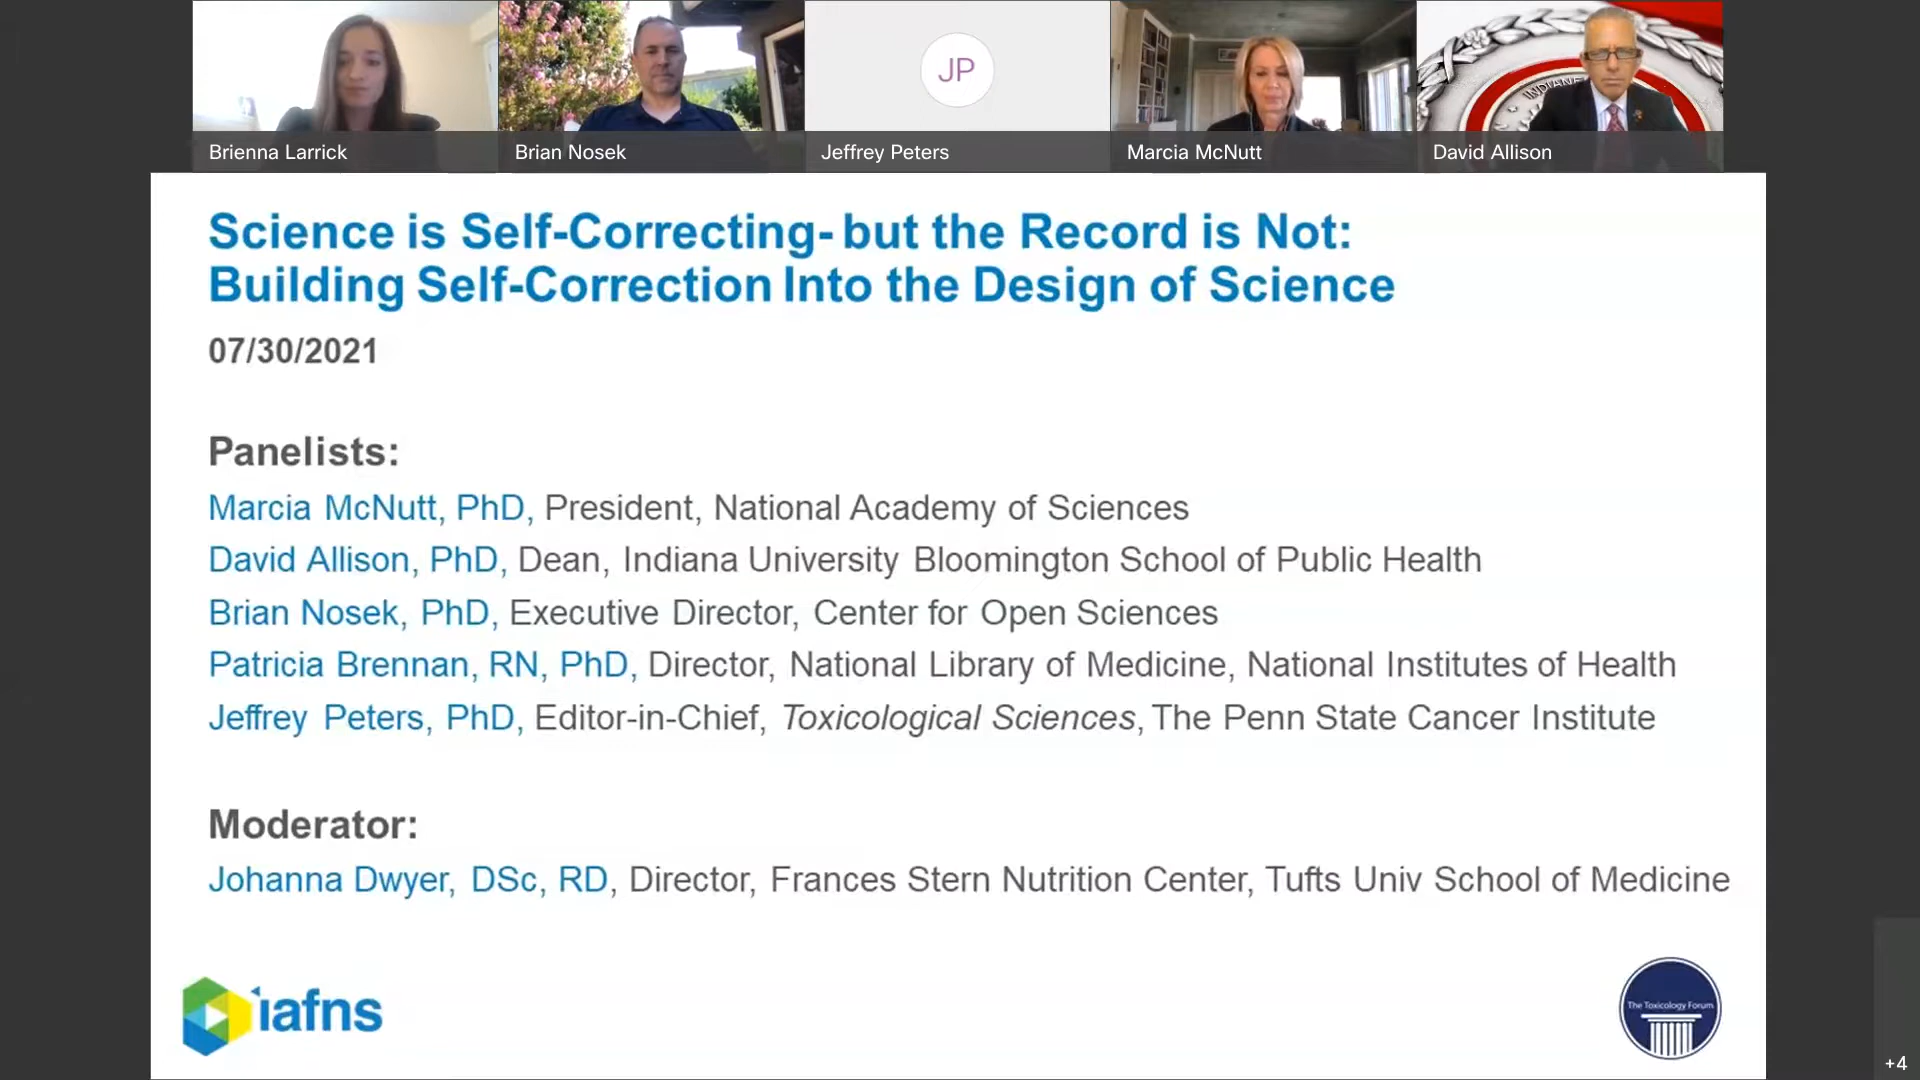 INDIANA
JP
Brienna Larrick
Brian Nosek
Jeffrey Peters
Marcia McNutt
David Allison
Science is Self-Correcting- but the Record is Not:
Building Self-Correction Into the Design of Science
07/30/2021
Panelists:
Marcia McNutt, PhD, President, National Academy of Sciences
David Allison, PhD, Dean, Indiana University Bloomington School of Public Health
Brian Nosek, PhD, Executive Director, Center for Open Sciences
Patricia Brennan, RN, PhD, Director, National Library of Medicine, National Institutes of Health
Jeffrey Peters, PhD, Editor-in-Chief, Toxicological Sciences, The Penn State Cancer Institute
Moderator:
Johanna Dwyer, DSc, RD, Director, Frances Stern Nutrition Center, Tufts Univ School of Medicine
iafns
The Toxicology Forum
+4